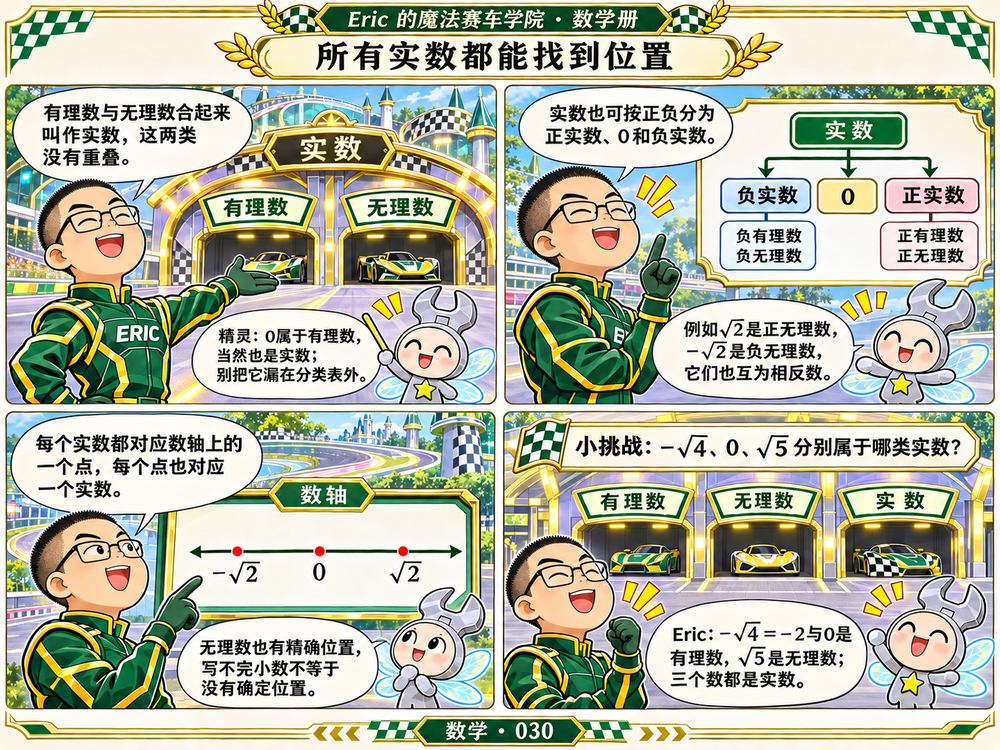 Eric 的魔法赛车学院 · 数学册
所有实数都能找到位置
有理数与无理数合起来
叫作实数，这两类
没有重叠。
实数
有理数
无理数
ERIC
精灵：0属于有理数，
当然也是实数；
别把它漏在分类表外。
实数也可按正负分为
正实数、0和负实数。
实数
负实数
0
正实数
负有理数
负无理数
正有理数
正无理数
例如√2是正无理数，
−√2是负无理数，
它们也互为相反数。
每个实数都对应数轴上的
一个点，每个点也对应
一个实数。
数轴
−√2
0
√2
无理数也有精确位置，
写不完小数不等于
没有确定位置。
小挑战：−√4、0、√5分别属于哪类实数？
有理数
无理数
实数
Eric：−√4＝−2与0是
有理数，√5是无理数；
三个数都是实数。
数学 · 030